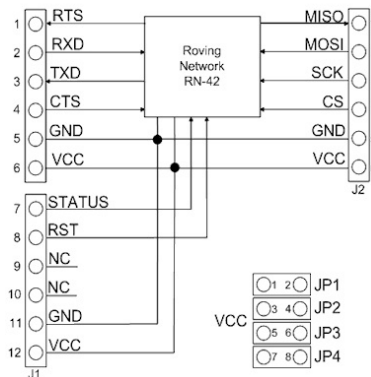 1 RTS MISO
2 RXD MOSI
3 TXD SCK
4 CTS CS
5 GND GND
6 VCC VCC
Roving
Network
RN-42
J2
7 STATUS
8 RST
9 NC
10 NC
11 GND
12 VCC
J1
VCC
1 2 JP1
3 4 JP2
5 6 JP3
7 8 JP4